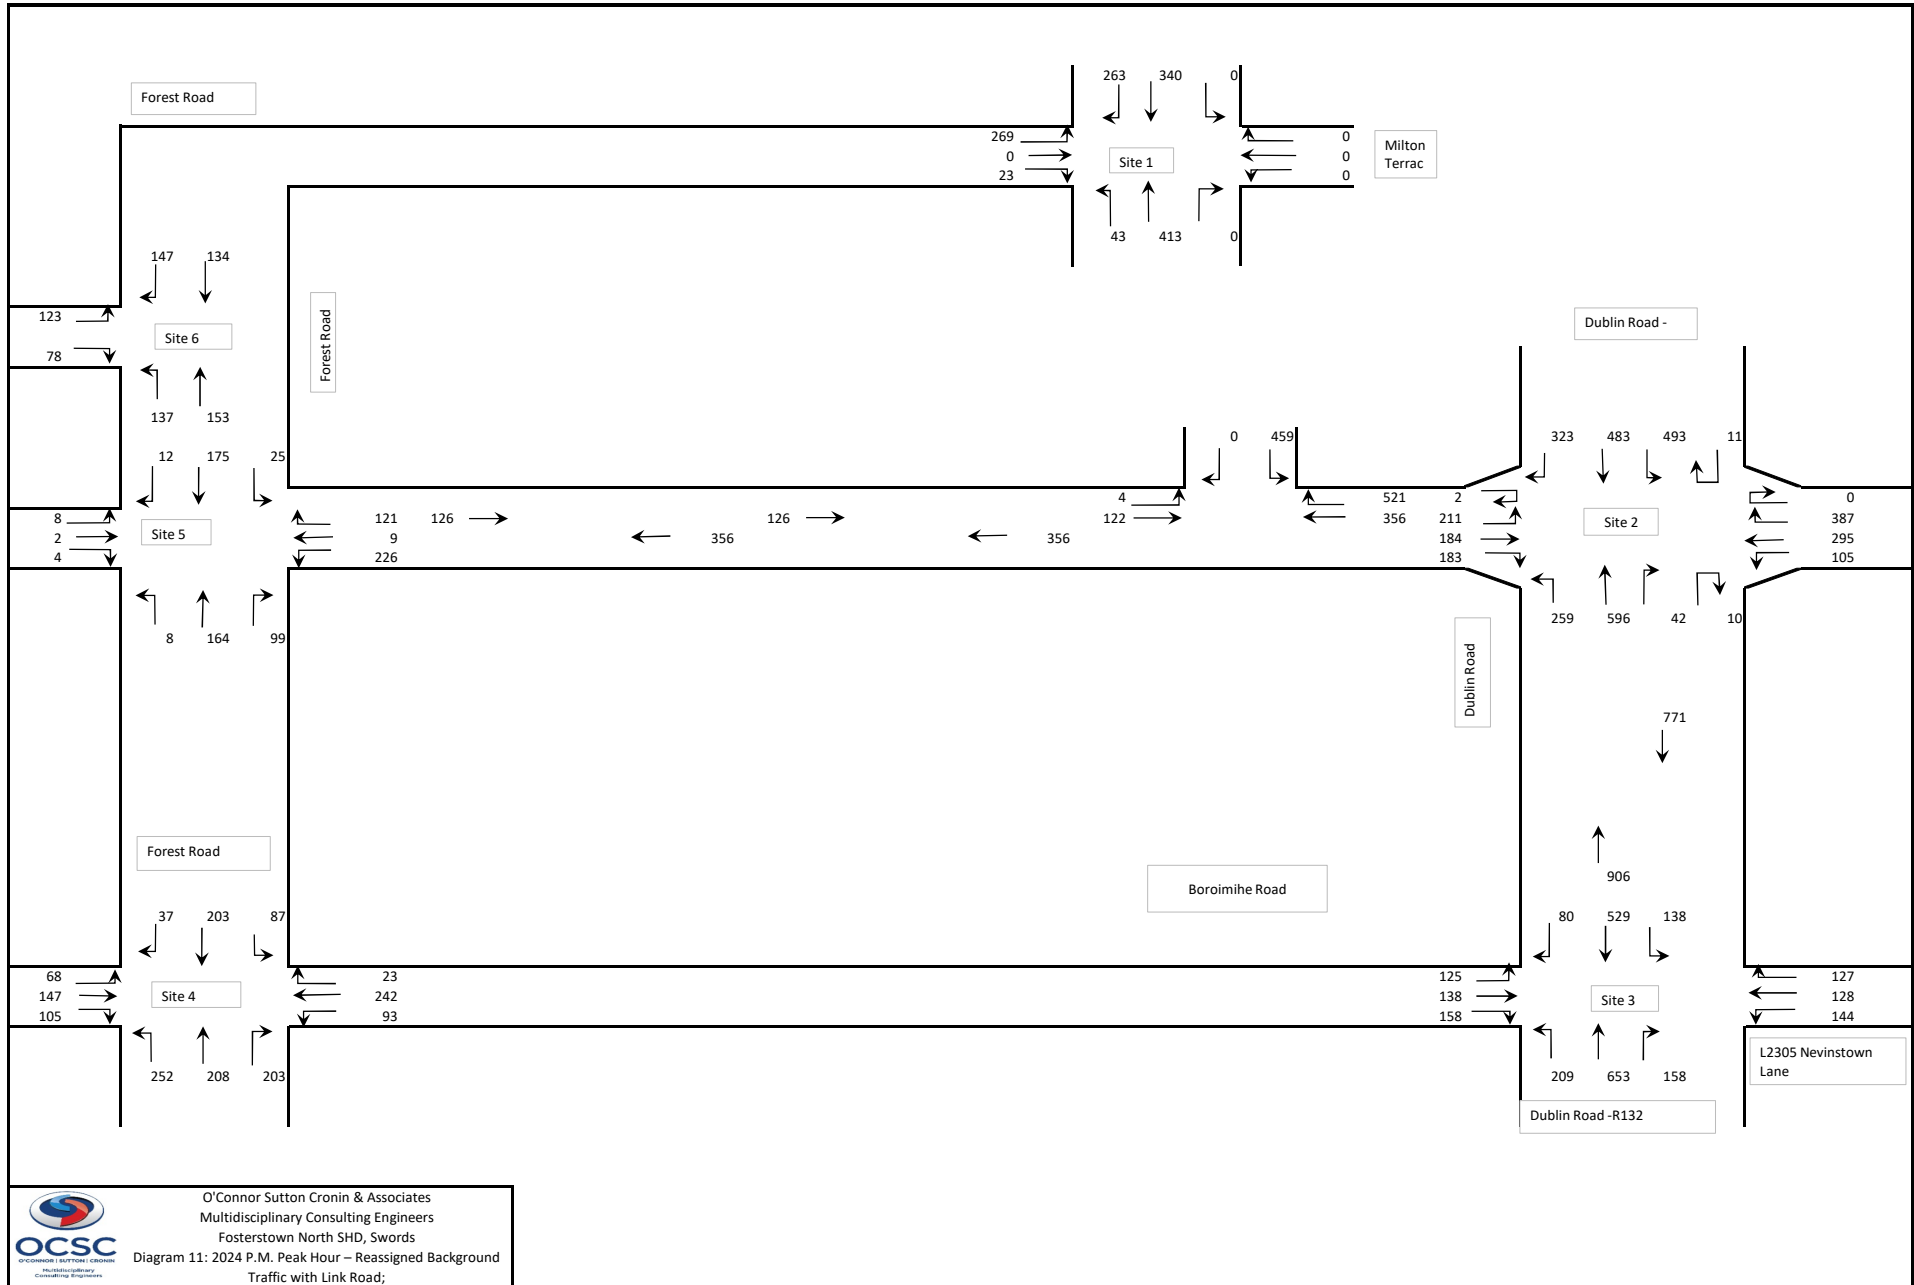 263 340 0
Forest Road
269 0
0 Milton
0 Site 1 0 Terrac
23 0
43 413 0
147 134
123
Site 6
78
Forest Road
137 153
Dublin Road -
12 175 25
0 459
323 483 493 11
4 521 2 0
8 121 126 126 122 356 211 387
2 Site 5 9 356 356 184 Site 2 295
4 226 183 105
8 164 99
259 596 42 10
Dublin Road
771
Forest Road
Boroimihe Road
906
37 203 87
80 529 138
68 23 125 127
147 Site 4 242 138 Site 3 128
105 93 158 144
252 208 203
209 653 158
L2305 Nevinstown
Lane
Dublin Road -R132
OCSC
O'CONNOR | SUTTON | CRONIN
Multidisciplinary
Consulting Engineers
O'Connor Sutton Cronin & Associates
Multidisciplinary Consulting Engineers
Fosterstown North SHD, Swords
Diagram 11: 2024 P.M. Peak Hour – Reassigned Background
Traffic with Link Road;